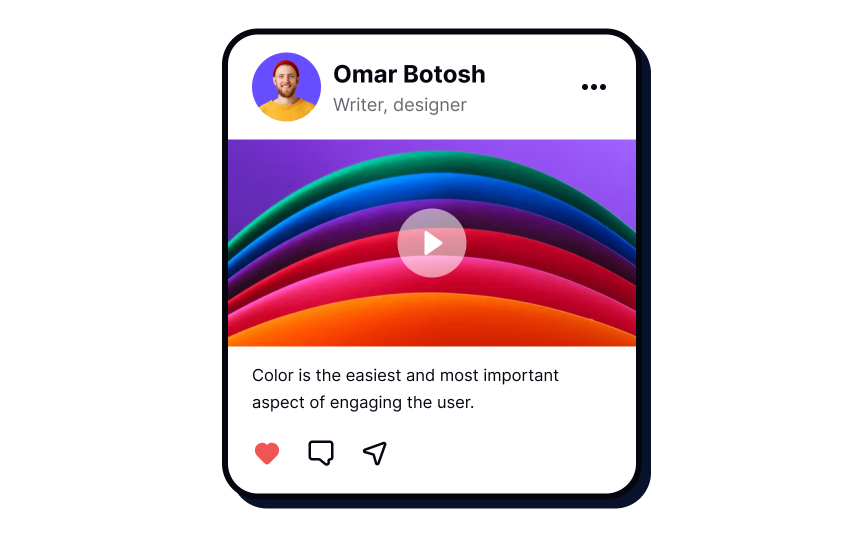 Omar Botosh
Writer, designer
Color is the easiest and most important
aspect of engaging the user.